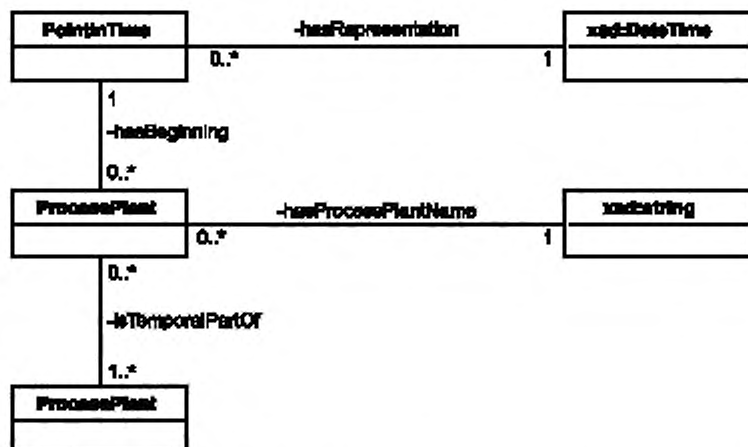 PointInTime
-hasRepresentation
xsd:DateTime
0..*
1
1
-hasBeginning
0..*
ProcessPlant
-hasProcessPlantName
xsd:string
0..*
1
0..*
-isTemporalPartOf
1..*
ProcessPlant